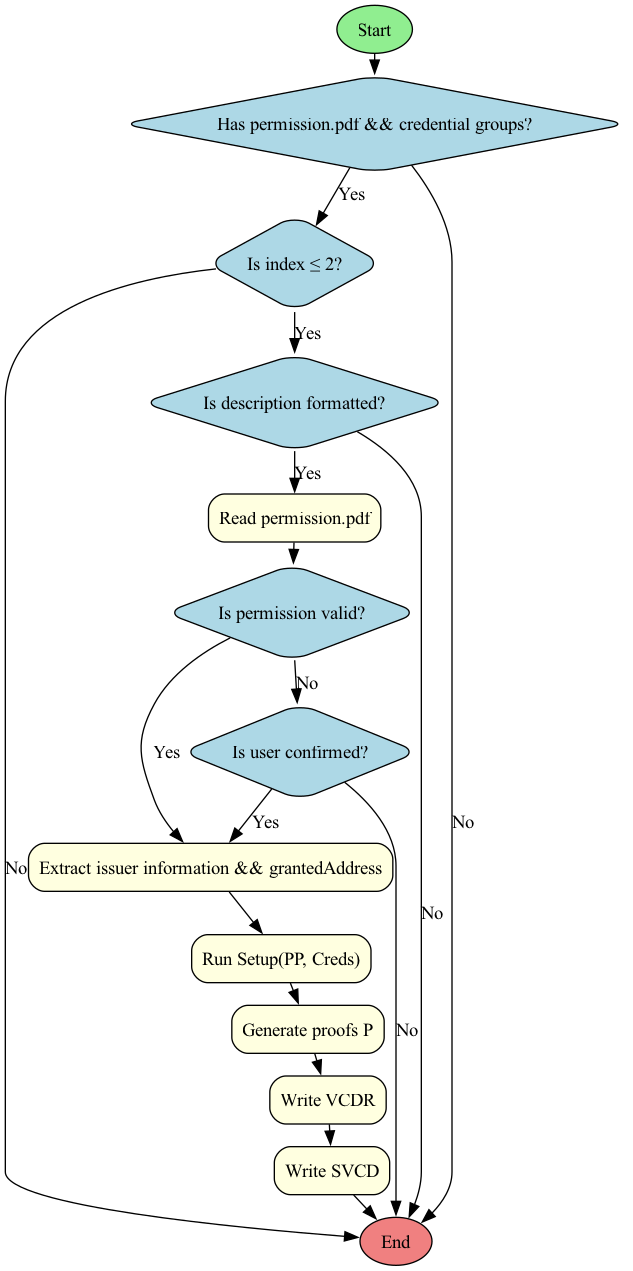 Start
Has permission.pdf && credential groups?
Yes
Is index ≤ 2?
Yes
Is description formatted?
Yes
Read permission.pdf
Is permission valid?
No
Is user confirmed?
Yes
Yes
No
No
Extract issuer information && grantedAddress
No
Run Setup(PP, Creds)
Generate proofs P
No
Write VCDR
Write SVCD
End